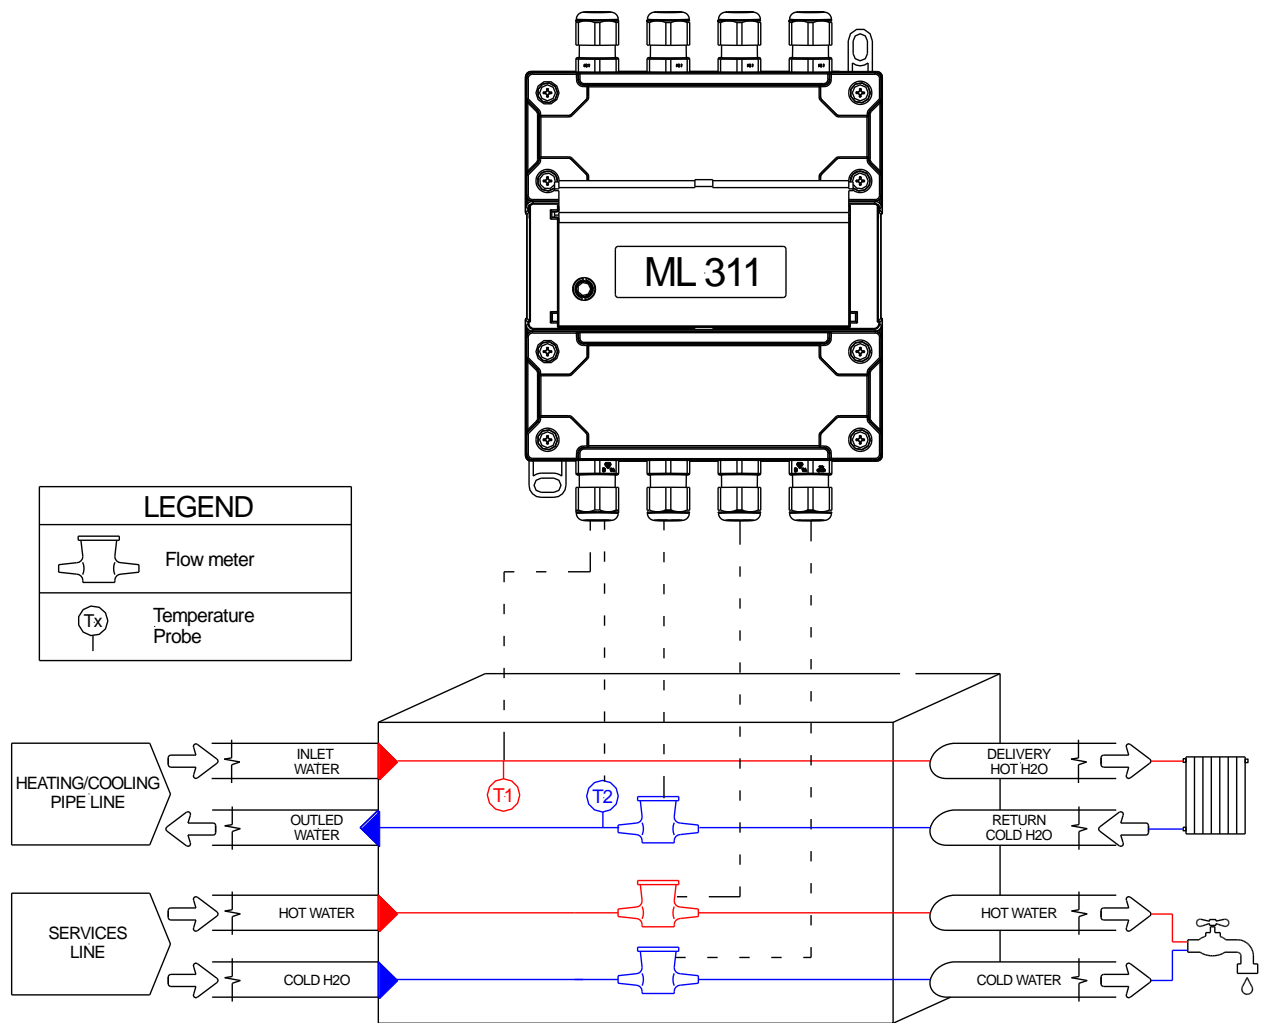 ML 311
LEGEND
Flow meter
Tx
Temperature
Probe
HEATING/COOLING
PIPE LINE
INLET
WATER
OUTLED
WATER
T1
T2
DELIVERY
HOT H2O
RETURN
COLD H2O
SERVICES
LINE
HOT WATER
COLD H2O
HOT WATER
COLD WATER